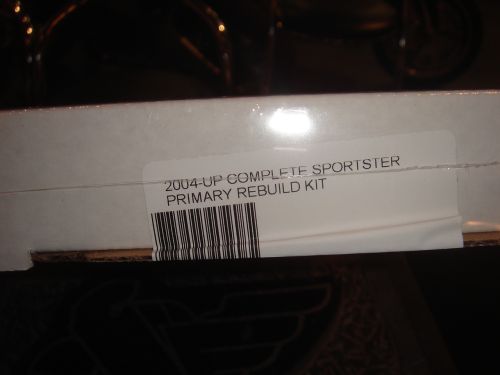 2004-UP COMPLETE SPORTSTER
PRIMARY REBUILD KIT